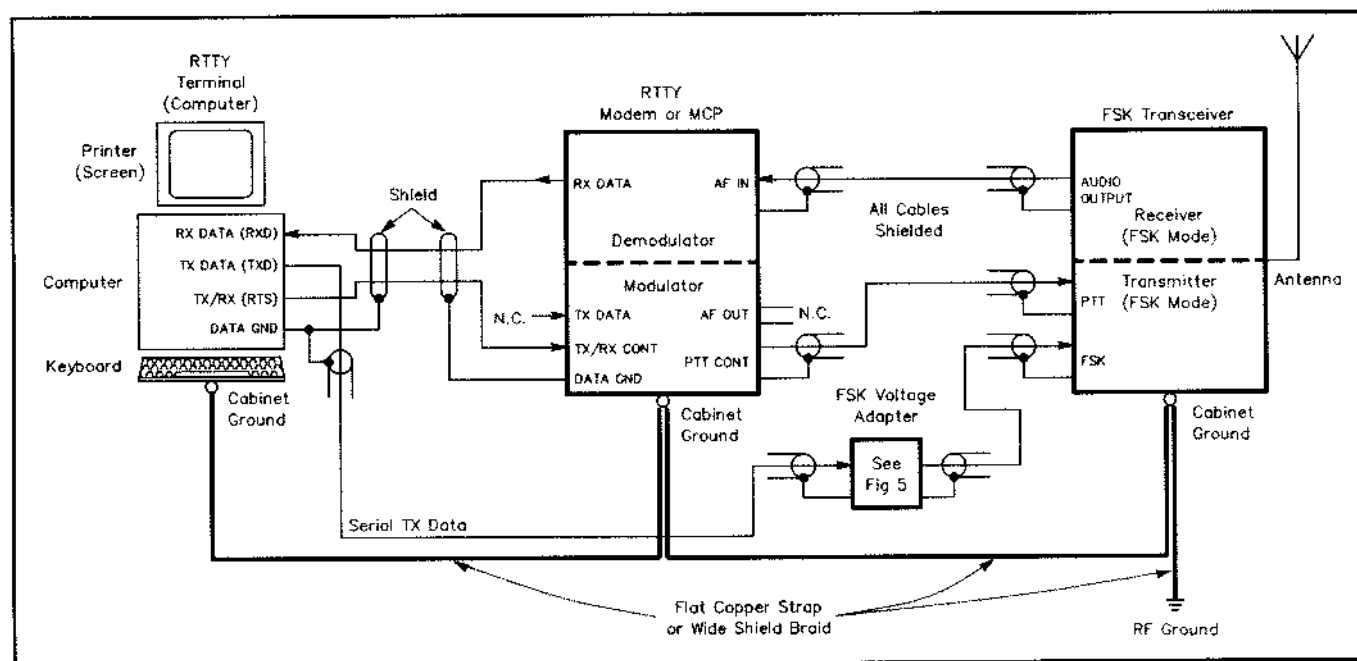 RTTY
Terminal
(Computer)
Printer
(Screen)
RX DATA (RXD)
TX DATA (TXD)
TX/RX (RTS)
DATA GND
Computer
Keyboard
Cabinet
Ground
Shield
RTTY
Modem or MCP
RX DATA
AF IN
Demodulator
Modulator
N.C.
TX DATA
AF OUT
N.C.
TX/RX CONT
PTT CONT
DATA GND
Cabinet
Ground
All Cables
Shielded
FSK Transceiver
AUDIO
OUTPUT
Receiver
(FSK Mode)
Transmitter
(FSK Mode)
PTT
FSK
Antenna
Cabinet
Ground
FSK Voltage
Adapter
See
Fig 5
Serial TX Data
Flat Copper Strap
or Wide Shield Braid
RF Ground